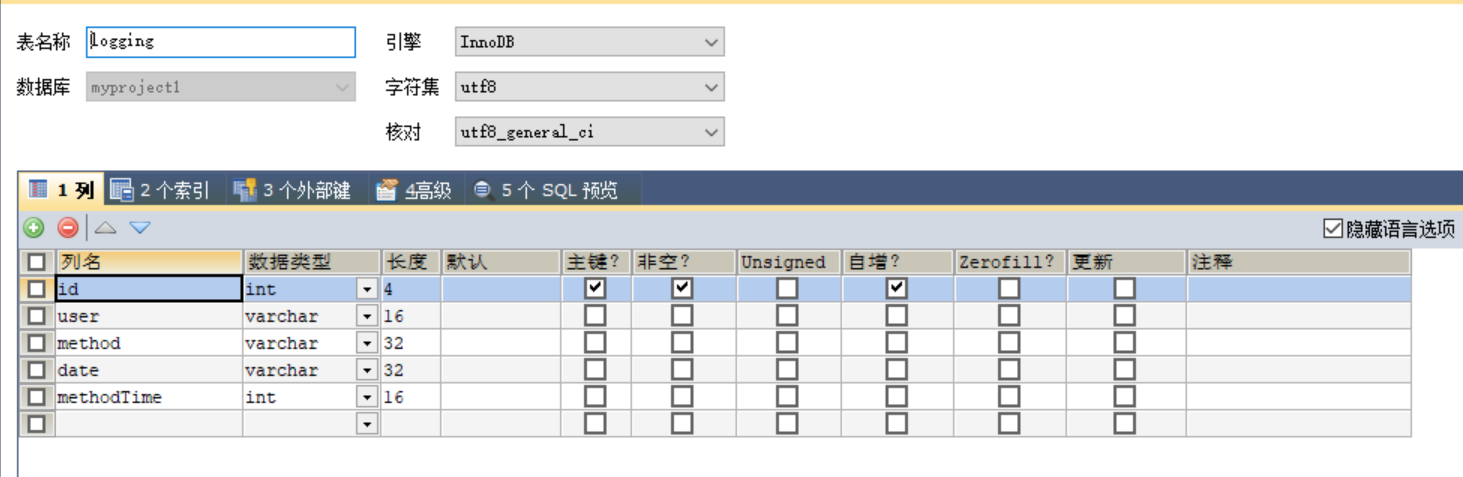 表名称 logging 引擎 InnoDB
数据库 myproject1 字符集 utf8
核对 utf8_general_ci
1 列 2 个索引 3 个外部键 4高级 5 个 SQL 预览
隐藏语言选项
列名 数据类型 长度 默认 主键? 非空? Unsigned 自增? Zerofill? 更新 注释
id int 4
user varchar 16
method varchar 32
date varchar 32
methodTime int 16